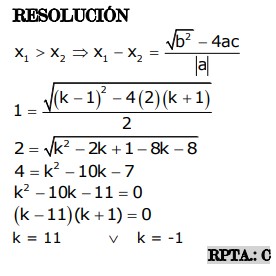 RESOLUCIÓN
x₁ > x₂ ⇒ x₁ − x₂ = √b² − 4ac / |a|
1 = √((k − 1)² − 4(2)(k + 1)) / 2
2 = √(k² − 2k + 1 − 8k − 8)
4 = k² − 10k − 7
k² − 10k − 11 = 0
(k − 11)(k + 1) = 0
k = 11 ∨ k = -1
RPTA.: C